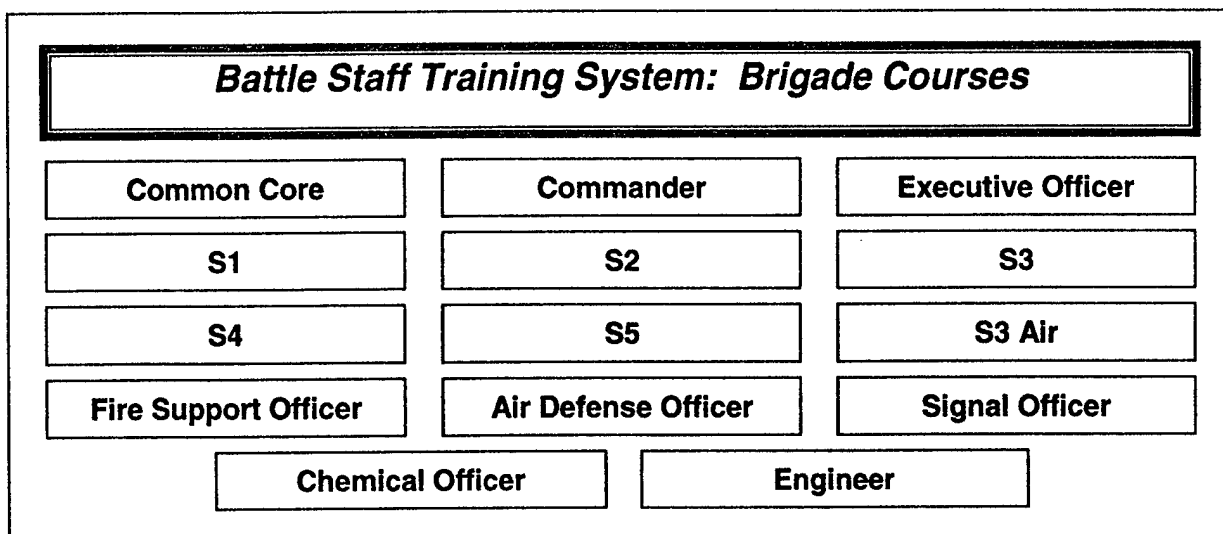 Battle Staff Training System: Brigade Courses
Common Core Commander Executive Officer
S1 S2 S3
S4 S5 S3 Air
Fire Support Officer Air Defense Officer Signal Officer
Chemical Officer Engineer